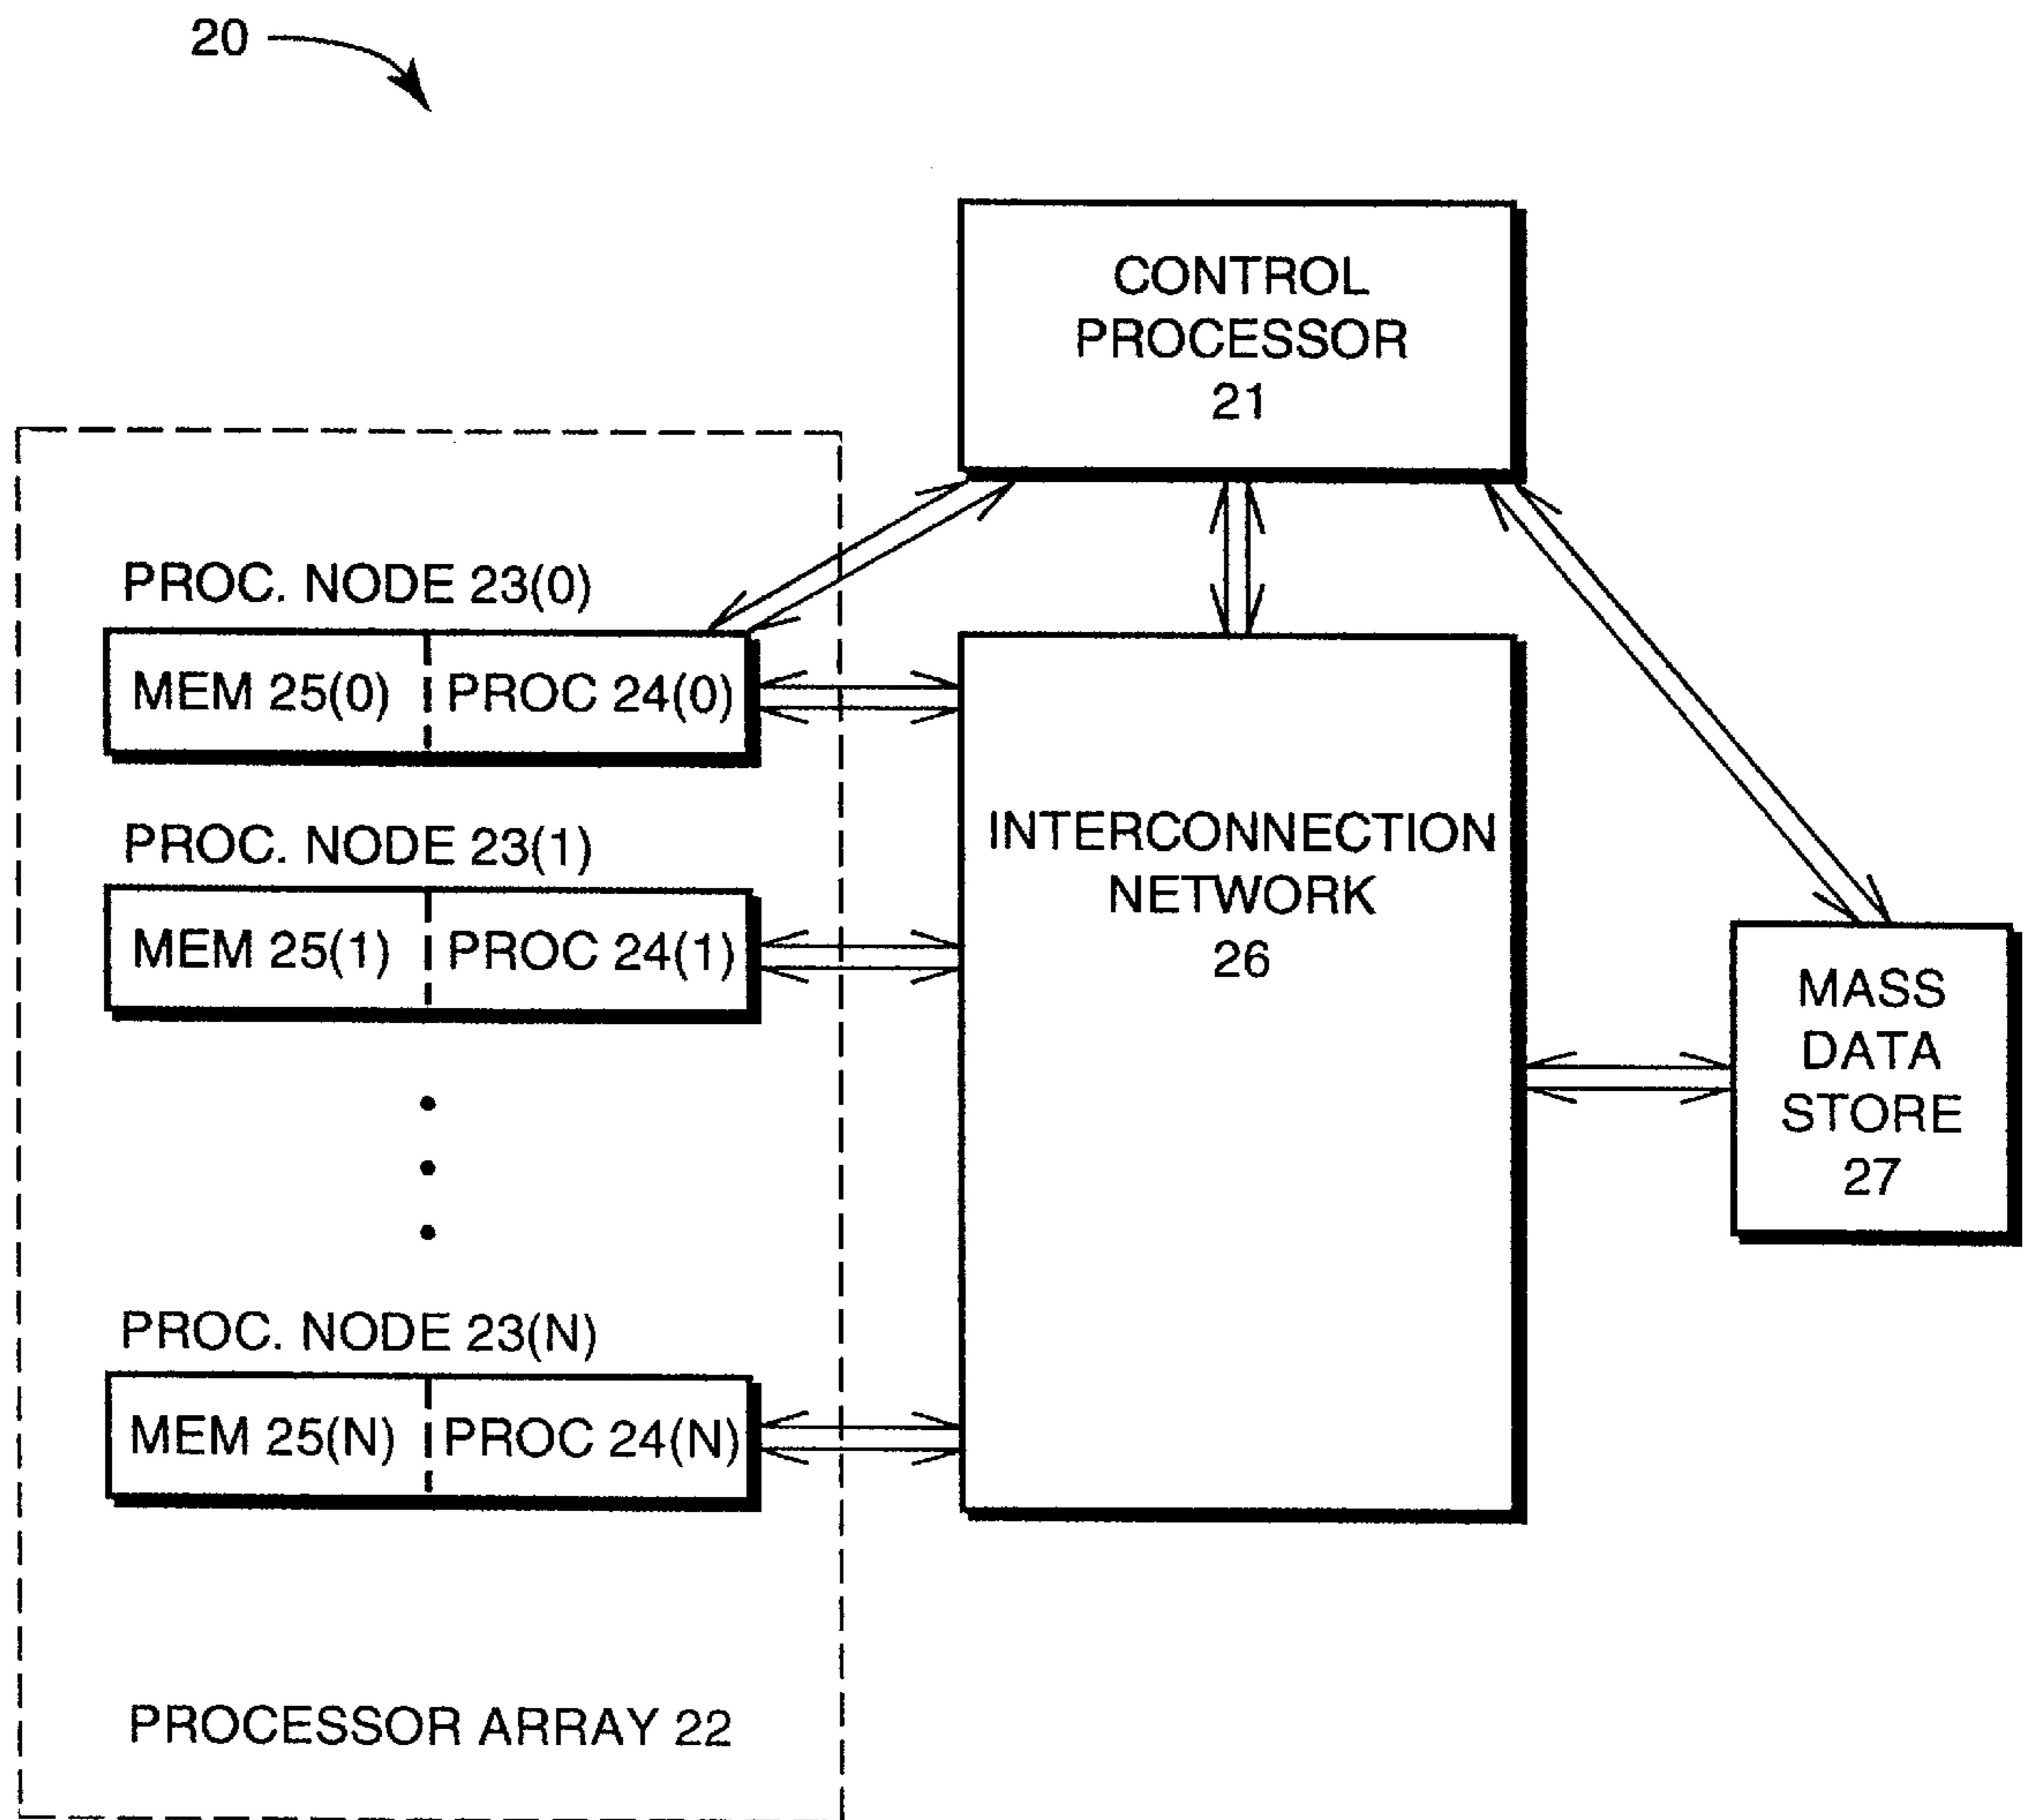 20
CONTROL
PROCESSOR
21
PROC. NODE 23(0)
MEM 25(0) PROC 24(0)
PROC. NODE 23(1)
MEM 25(1) PROC 24(1)
PROC. NODE 23(N)
MEM 25(N) PROC 24(N)
PROCESSOR ARRAY 22
INTERCONNECTION
NETWORK
26
MASS
DATA
STORE
27